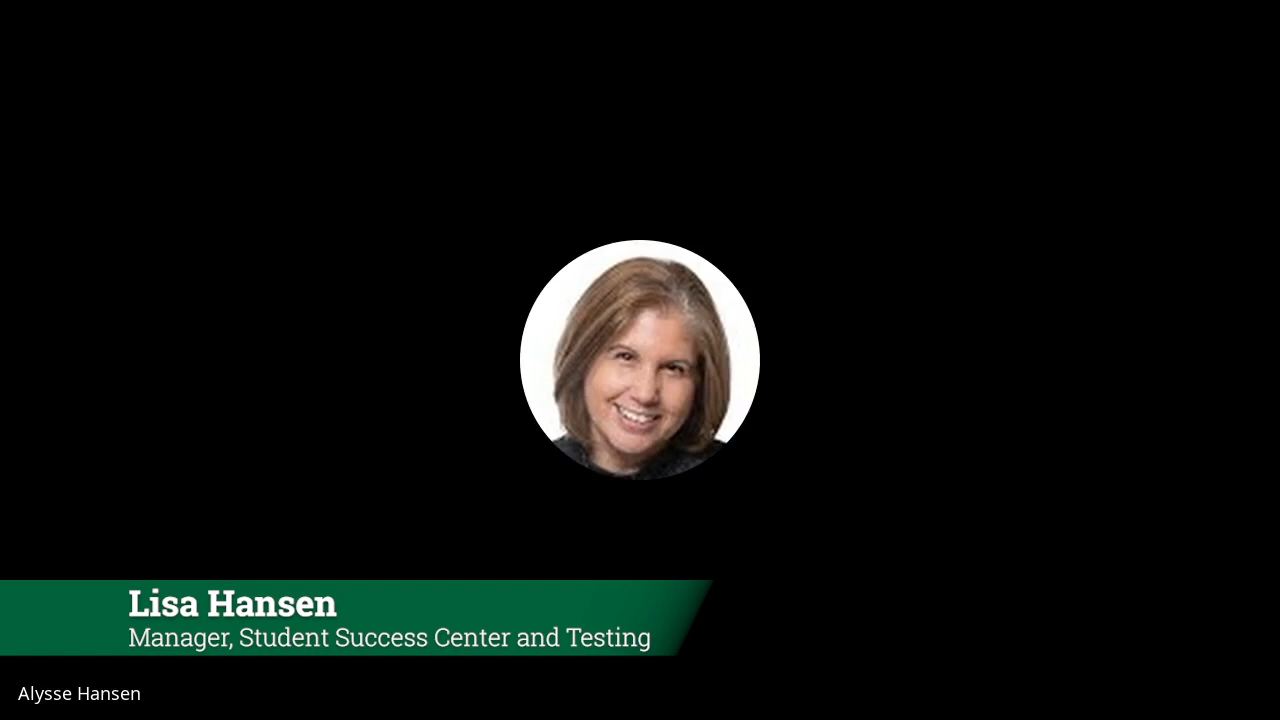 Lisa Hansen
Manager, Student Success Center and Testing
Alysse Hansen